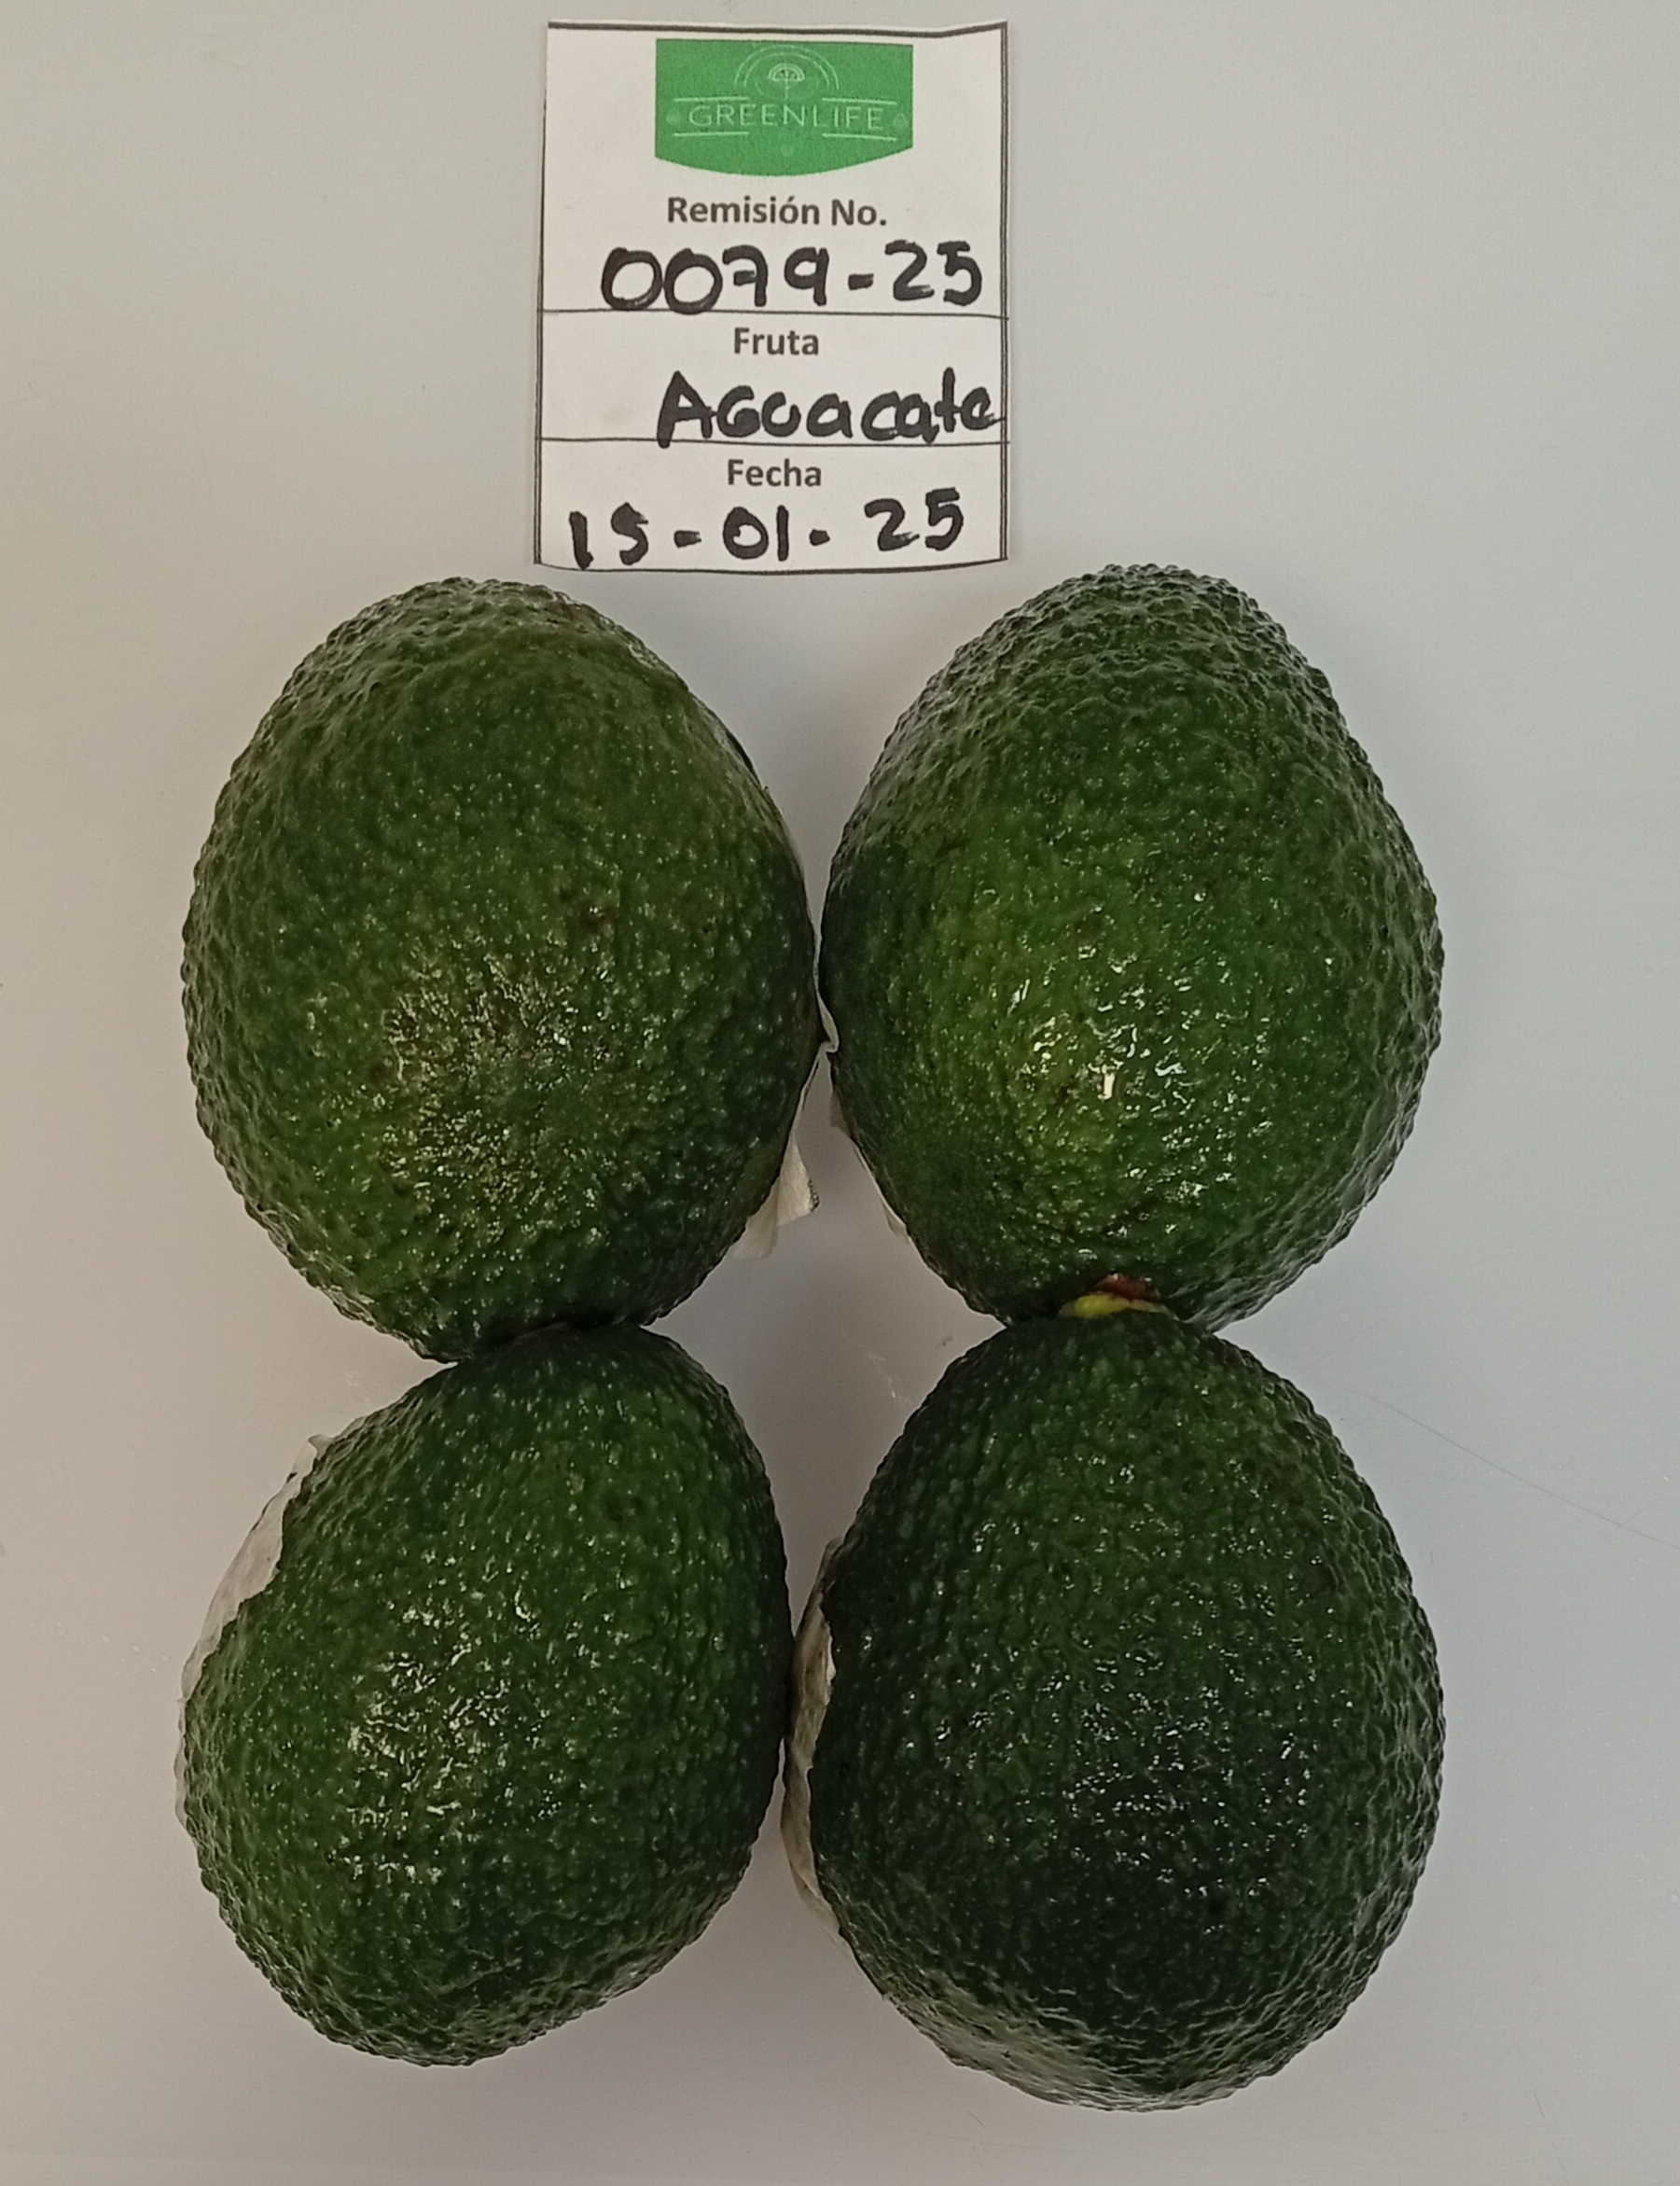 GREENLIFE
Remisión No.
0079-25
Fruta
AGuacate
Fecha
15-01-25